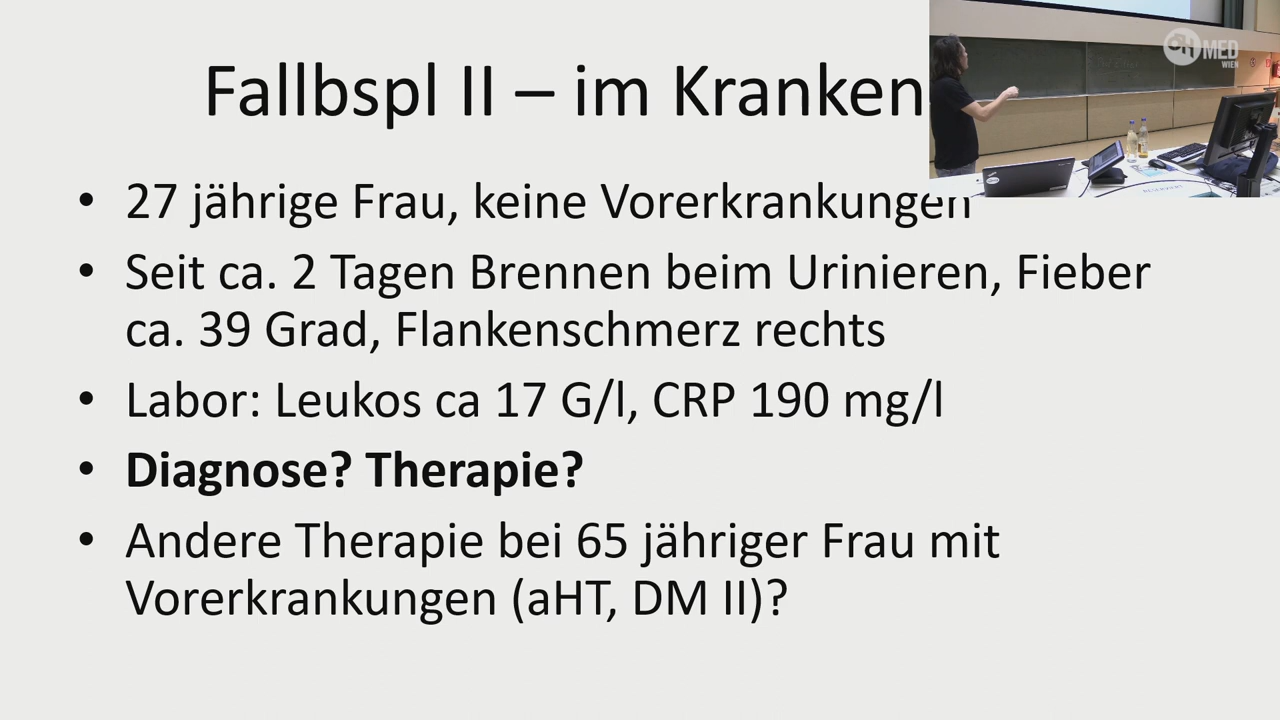 Fallbspl II – im Kranken
• 27 jährige Frau, keine Vorerkrankungen
• Seit ca. 2 Tagen Brennen beim Urinieren, Fieber
ca. 39 Grad, Flankenschmerz rechts
• Labor: Leukos ca 17 G/l, CRP 190 mg/l
• Diagnose? Therapie?
• Andere Therapie bei 65 jähriger Frau mit
Vorerkrankungen (aHT, DM II)?
MED
WIEN